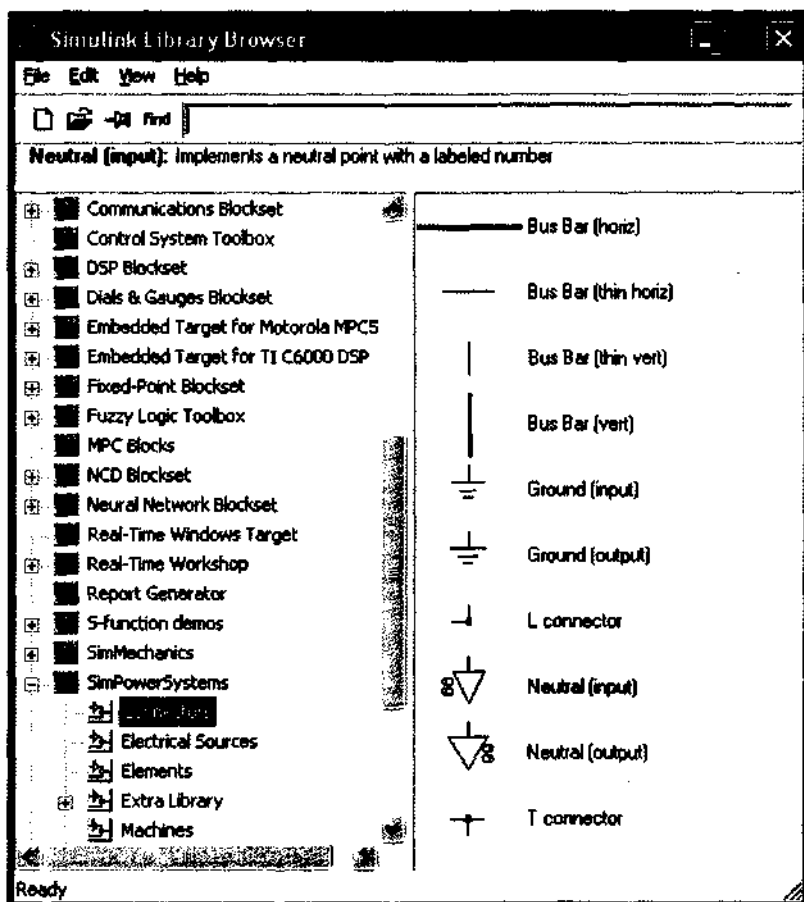 Simulink Library Browser
File Edit View Help
Find
Neutral (input): Implements a neutral point with a labeled number
Communications Blockset
Control System Toolbox
DSP Blockset
Dials & Gauges Blockset
Embedded Target for Motorola MPC5
Embedded Target for TI C6000 DSP
Fixed-Point Blockset
Fuzzy Logic Toolbox
MPC Blocks
NCD Blockset
Neural Network Blockset
Real-Time Windows Target
Real-Time Workshop
Report Generator
S-function demos
SimMechanics
SimPowerSystems
Electrical Sources
Elements
Extra Library
Machines
Bus Bar (horiz)
Bus Bar (thin horiz)
Bus Bar (thin vert)
Bus Bar (vert)
Ground (input)
Ground (output)
L connector
Neutral (input)
Neutral (output)
T connector
Ready